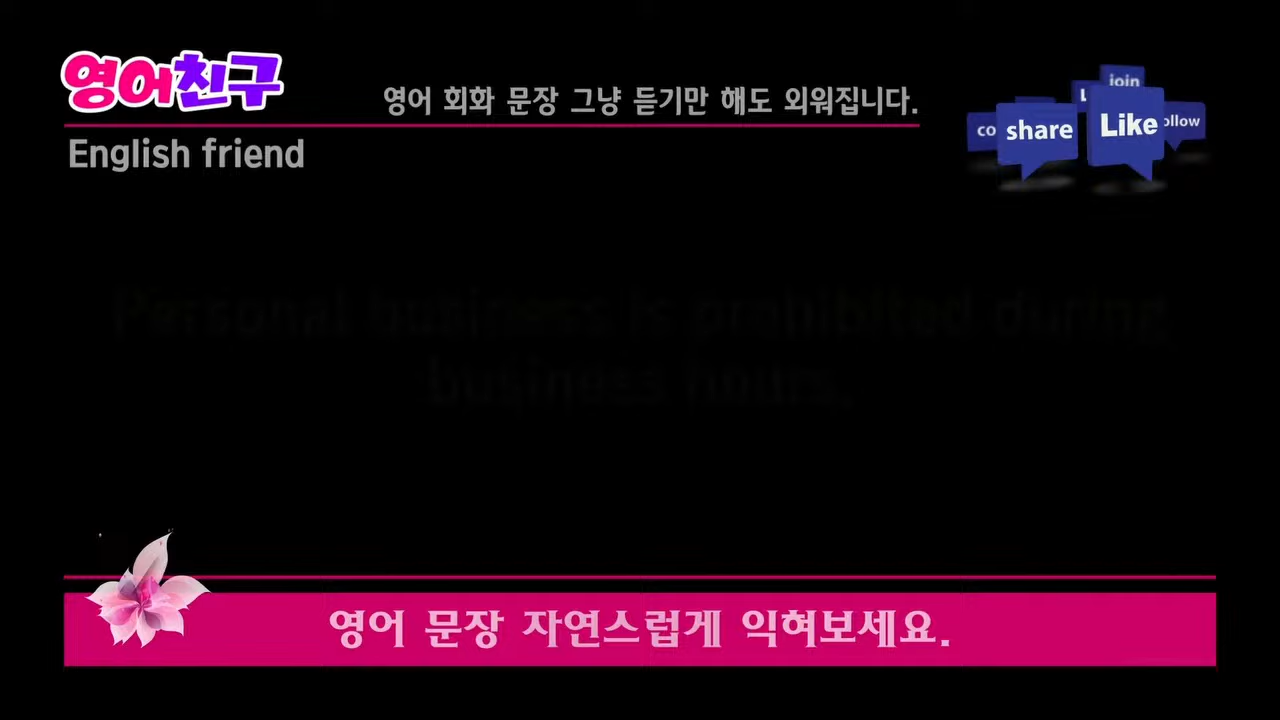 영어친구
영어 회화 문장 그냥 듣기만 해도 외워집니다.
English friend
join
share
Like
Personal business is prohibited during
business hours.
영어 문장 자연스럽게 익혀보세요.